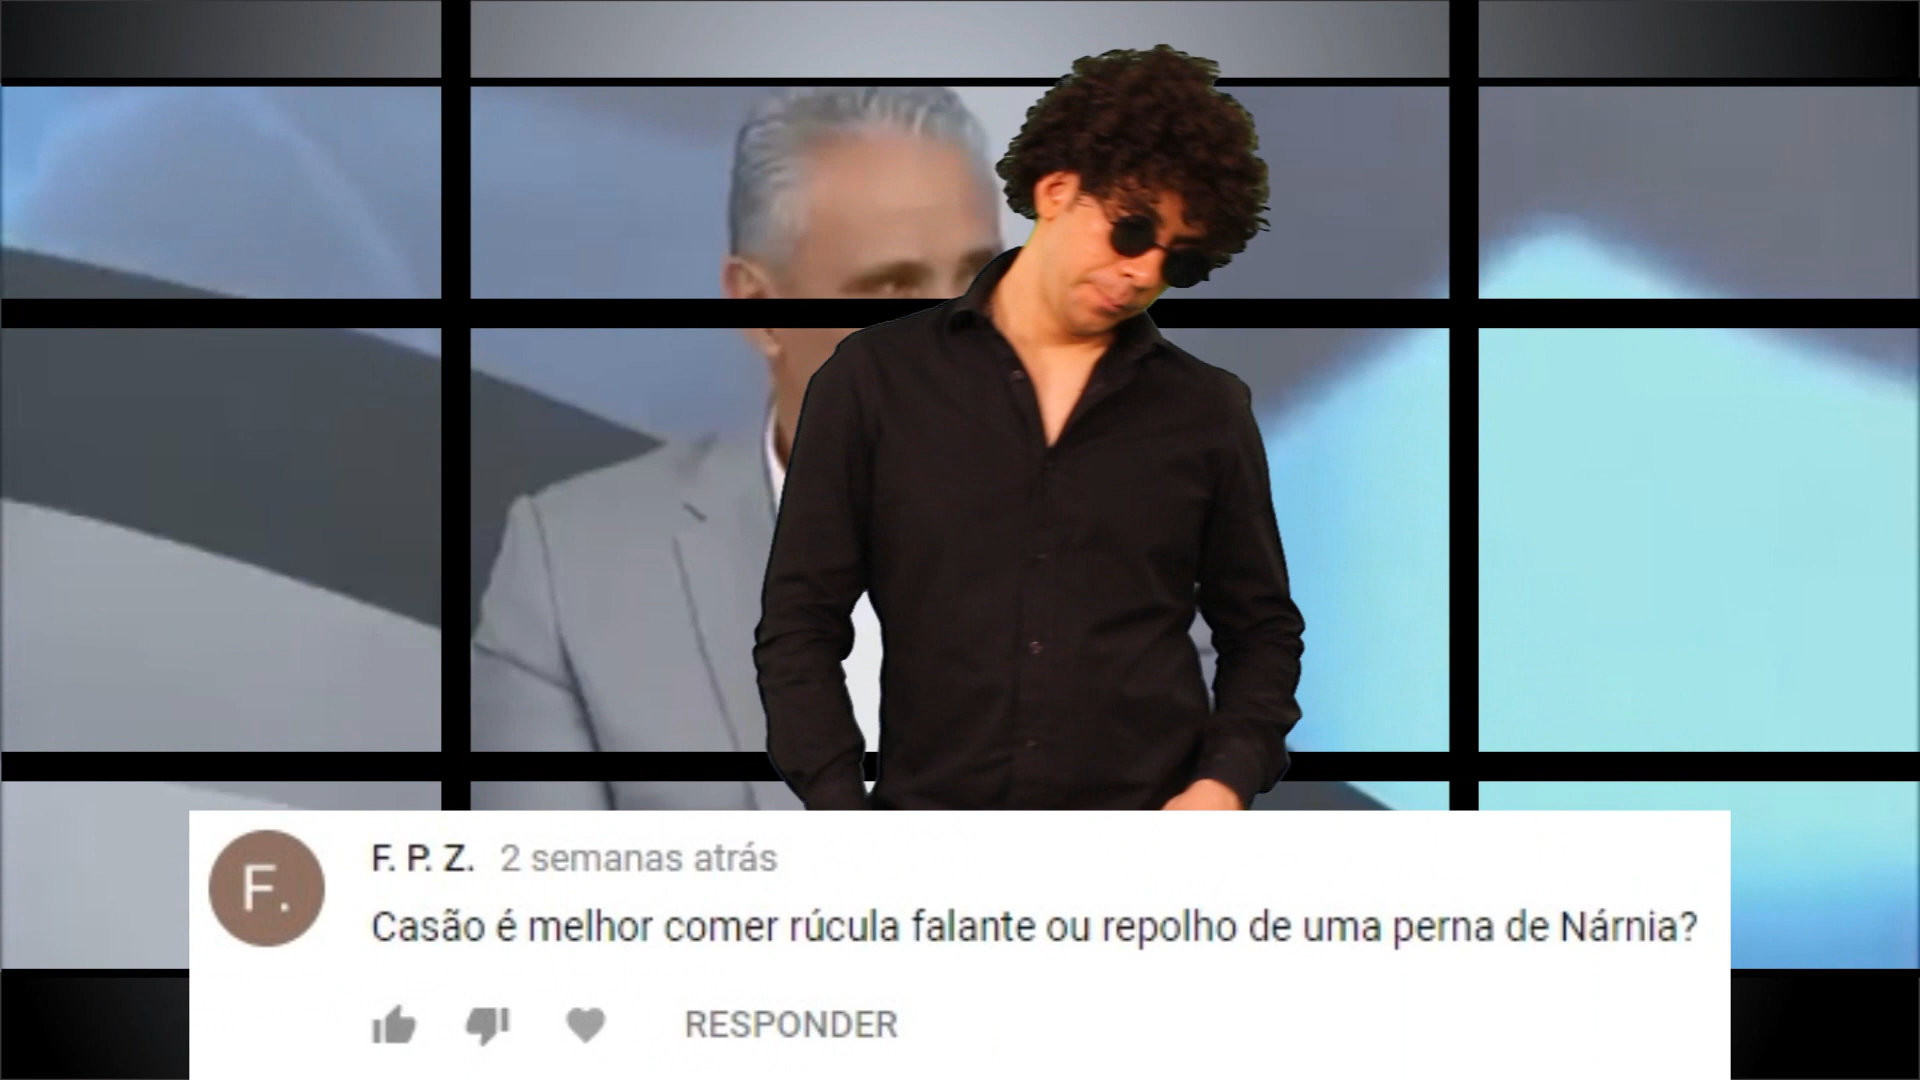 F.
F. P. Z. 2 semanas atrás
Casão é melhor comer rúcula falante ou repolho de uma perna de Nárnia?
RESPONDER